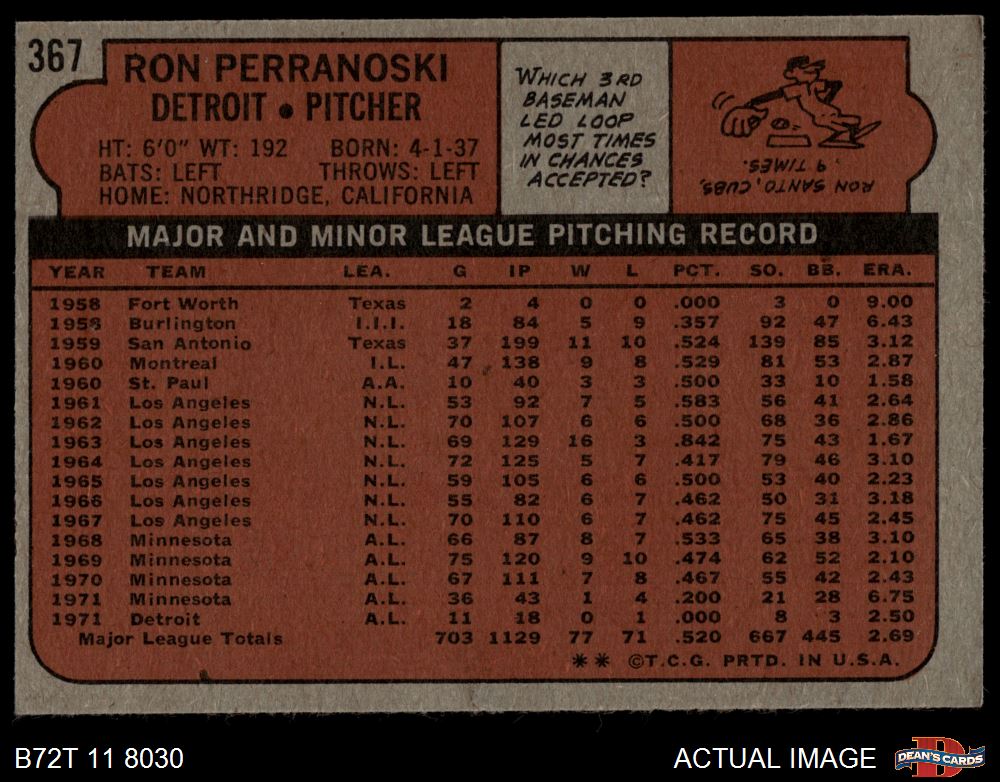 367
RON PERRANOSKI
DETROIT • PITCHER
HT: 6'0" WT: 192 BORN: 4-1-37
BATS: LEFT THROWS: LEFT
HOME: NORTHRIDGE, CALIFORNIA
WHICH 3RD
BASEMAN
LED LOOP
MOST TIMES
IN CHANCES
ACCEPTED?
RON SANTO, CUBS,
9 TIMES.
MAJOR AND MINOR LEAGUE PITCHING RECORD
YEAR TEAM LEA. G IP W L PCT. SO. BB. ERA.
1958 Fort Worth Texas 2 4 0 0 .000 3 0 9.00
1958 Burlington I.I.I. 18 84 5 9 .357 92 47 6.43
1959 San Antonio Texas 37 199 11 10 .524 139 85 3.12
1960 Montreal I.L. 47 138 9 8 .529 81 53 2.87
1960 St. Paul A.A. 10 40 3 3 .500 33 10 1.58
1961 Los Angeles N.L. 53 92 7 5 .583 56 41 2.64
1962 Los Angeles N.L. 70 107 6 6 .500 68 36 2.86
1963 Los Angeles N.L. 69 129 16 3 .842 75 43 1.67
1964 Los Angeles N.L. 72 125 5 7 .417 79 46 3.10
1965 Los Angeles N.L. 59 105 6 6 .500 53 40 2.23
1966 Los Angeles N.L. 55 82 6 7 .462 50 31 3.18
1967 Los Angeles N.L. 70 110 6 7 .462 75 45 2.45
1968 Minnesota A.L. 66 87 8 7 .533 65 38 3.10
1969 Minnesota A.L. 75 120 9 10 .474 62 52 2.10
1970 Minnesota A.L. 67 111 7 8 .467 55 42 2.43
1971 Minnesota A.L. 36 43 1 4 .200 21 28 6.75
1971 Detroit A.L. 11 18 0 1 .000 8 3 2.50
Major League Totals 703 1129 77 71 .520 667 445 2.69
** ©T.C.G. PRTD. IN U.S.A.
B72T 11 8030
ACTUAL IMAGE
DEAN'S CARDS